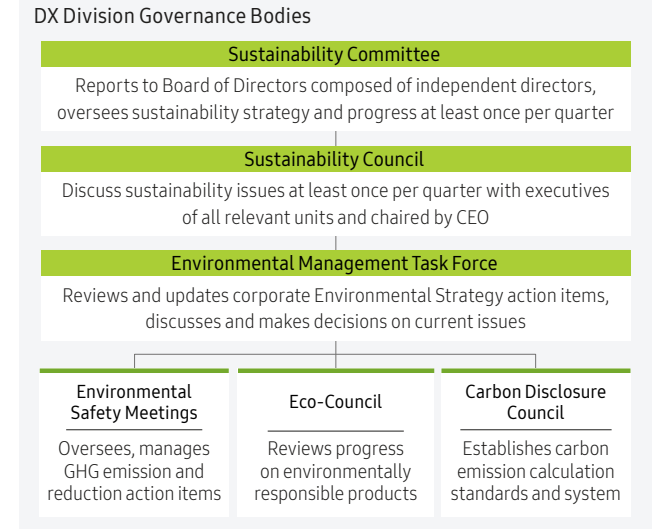 DX Division Governance Bodies
Sustainability Committee
Reports to Board of Directors composed of independent directors,
oversees sustainability strategy and progress at least once per quarter
Sustainability Council
Discuss sustainability issues at least once per quarter with executives
of all relevant units and chaired by CEO
Environmental Management Task Force
Reviews and updates corporate Environmental Strategy action items,
discusses and makes decisions on current issues
Environmental
Safety Meetings
Oversees, manages
GHG emission and
reduction action items
Eco-Council
Reviews progress
on environmentally
responsible products
Carbon Disclosure
Council
Establishes carbon
emission calculation
standards and system